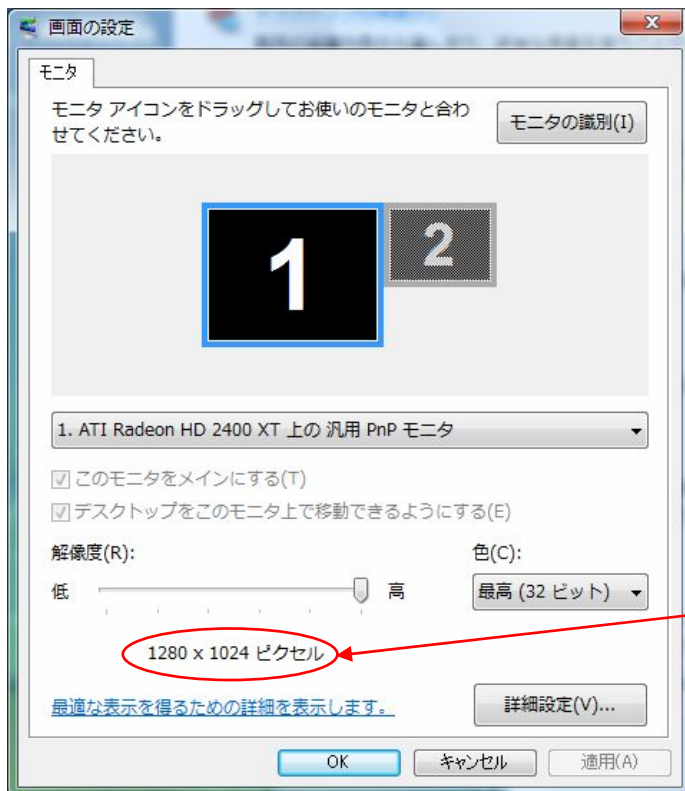 画面の設定
モニタ
モニタ アイコンをドラッグしてお使いのモニタと合わ
せてください。
モニタの識別(I)
1
2
1. ATI Radeon HD 2400 XT 上の 汎用 PnP モニタ
このモニタをメインにする(T)
デスクトップをこのモニタ上で移動できるようにする(E)
解像度(R):
色(C):
低
高
最高 (32 ビット)
1280 x 1024 ピクセル
最適な表示を得るための詳細を表示します。
詳細設定(V)...
OK
キャンセル
適用(A)